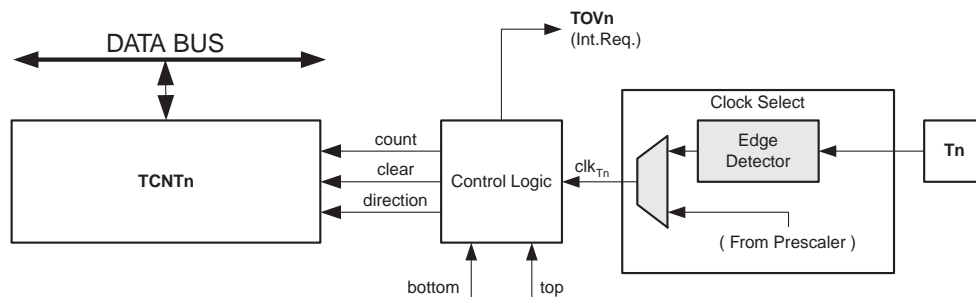 TOVn
(Int.Req.)
DATA BUS
Clock Select
count
Edge
Detector
Tn
TCNTn
clear
Control Logic
clkTn
direction
( From Prescaler )
bottom
top